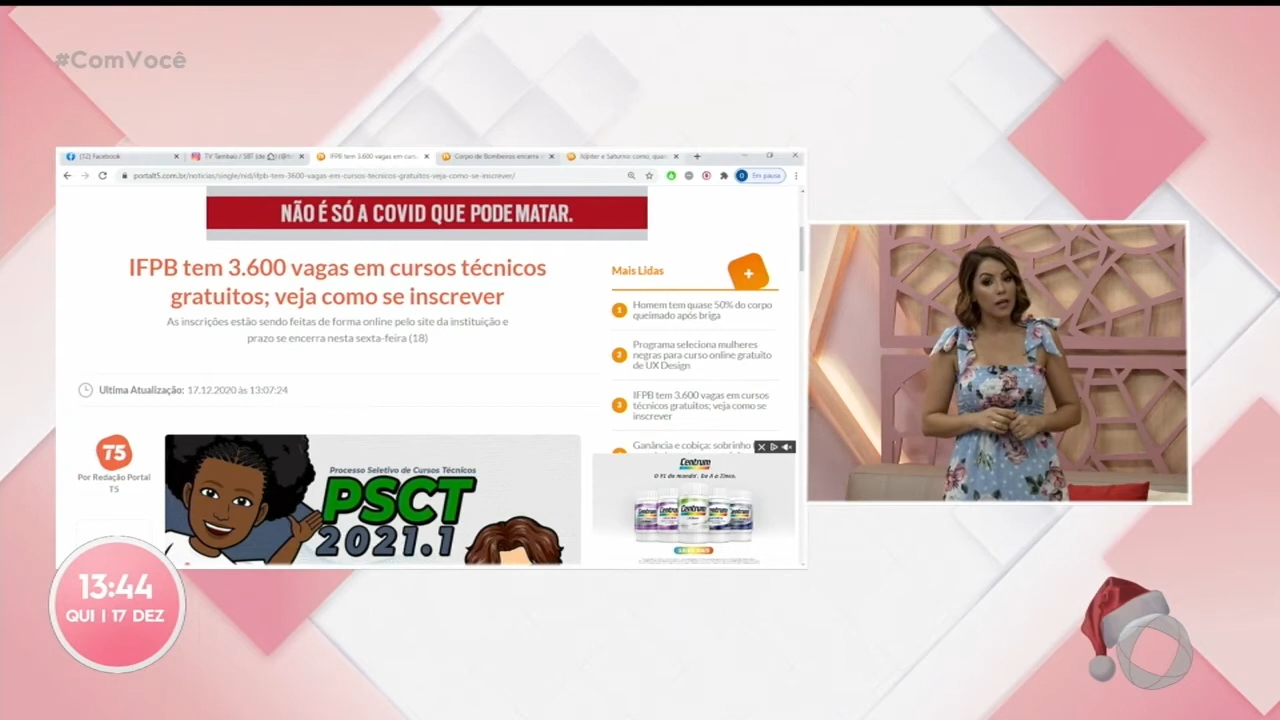 #ComVocê
(12) Facebook
IFPB tem 3.600 vagas em curs
Corpo de Bombeiros encerra
Júpiter e Saturno: como, quan
portalt5.com.br/noticias/single/nid/ifpb-tem-3600-vagas-em-cursos-tecnicos-gratuitos-veja-como-se-inscrever/
Em pausa
NÃO É SÓ A COVID QUE PODE MATAR.
IFPB tem 3.600 vagas em cursos técnicos
gratuitos; veja como se inscrever
As inscrições estão sendo feitas de forma online pelo site da instituição e
prazo se encerra nesta sexta-feira (18)
Ultima Atualização: 17.12.2020 às 13:07:24
T5
Por Redação Portal
T5
Processo Seletivo de Cursos Técnicos
PSCT
2021.1
Mais Lidas
+
1
Homem tem quase 50% do corpo
queimado após briga
2
Programa seleciona mulheres
negras para curso online gratuito
de UX Design
3
IFPB tem 3.600 vagas em cursos
técnicos gratuitos; veja como se
inscrever
Ganância e cobiça: sobrinho
Centrum
O nº1 do mundo*. De A a Zinco.
13:44
QUI | 17 DEZ